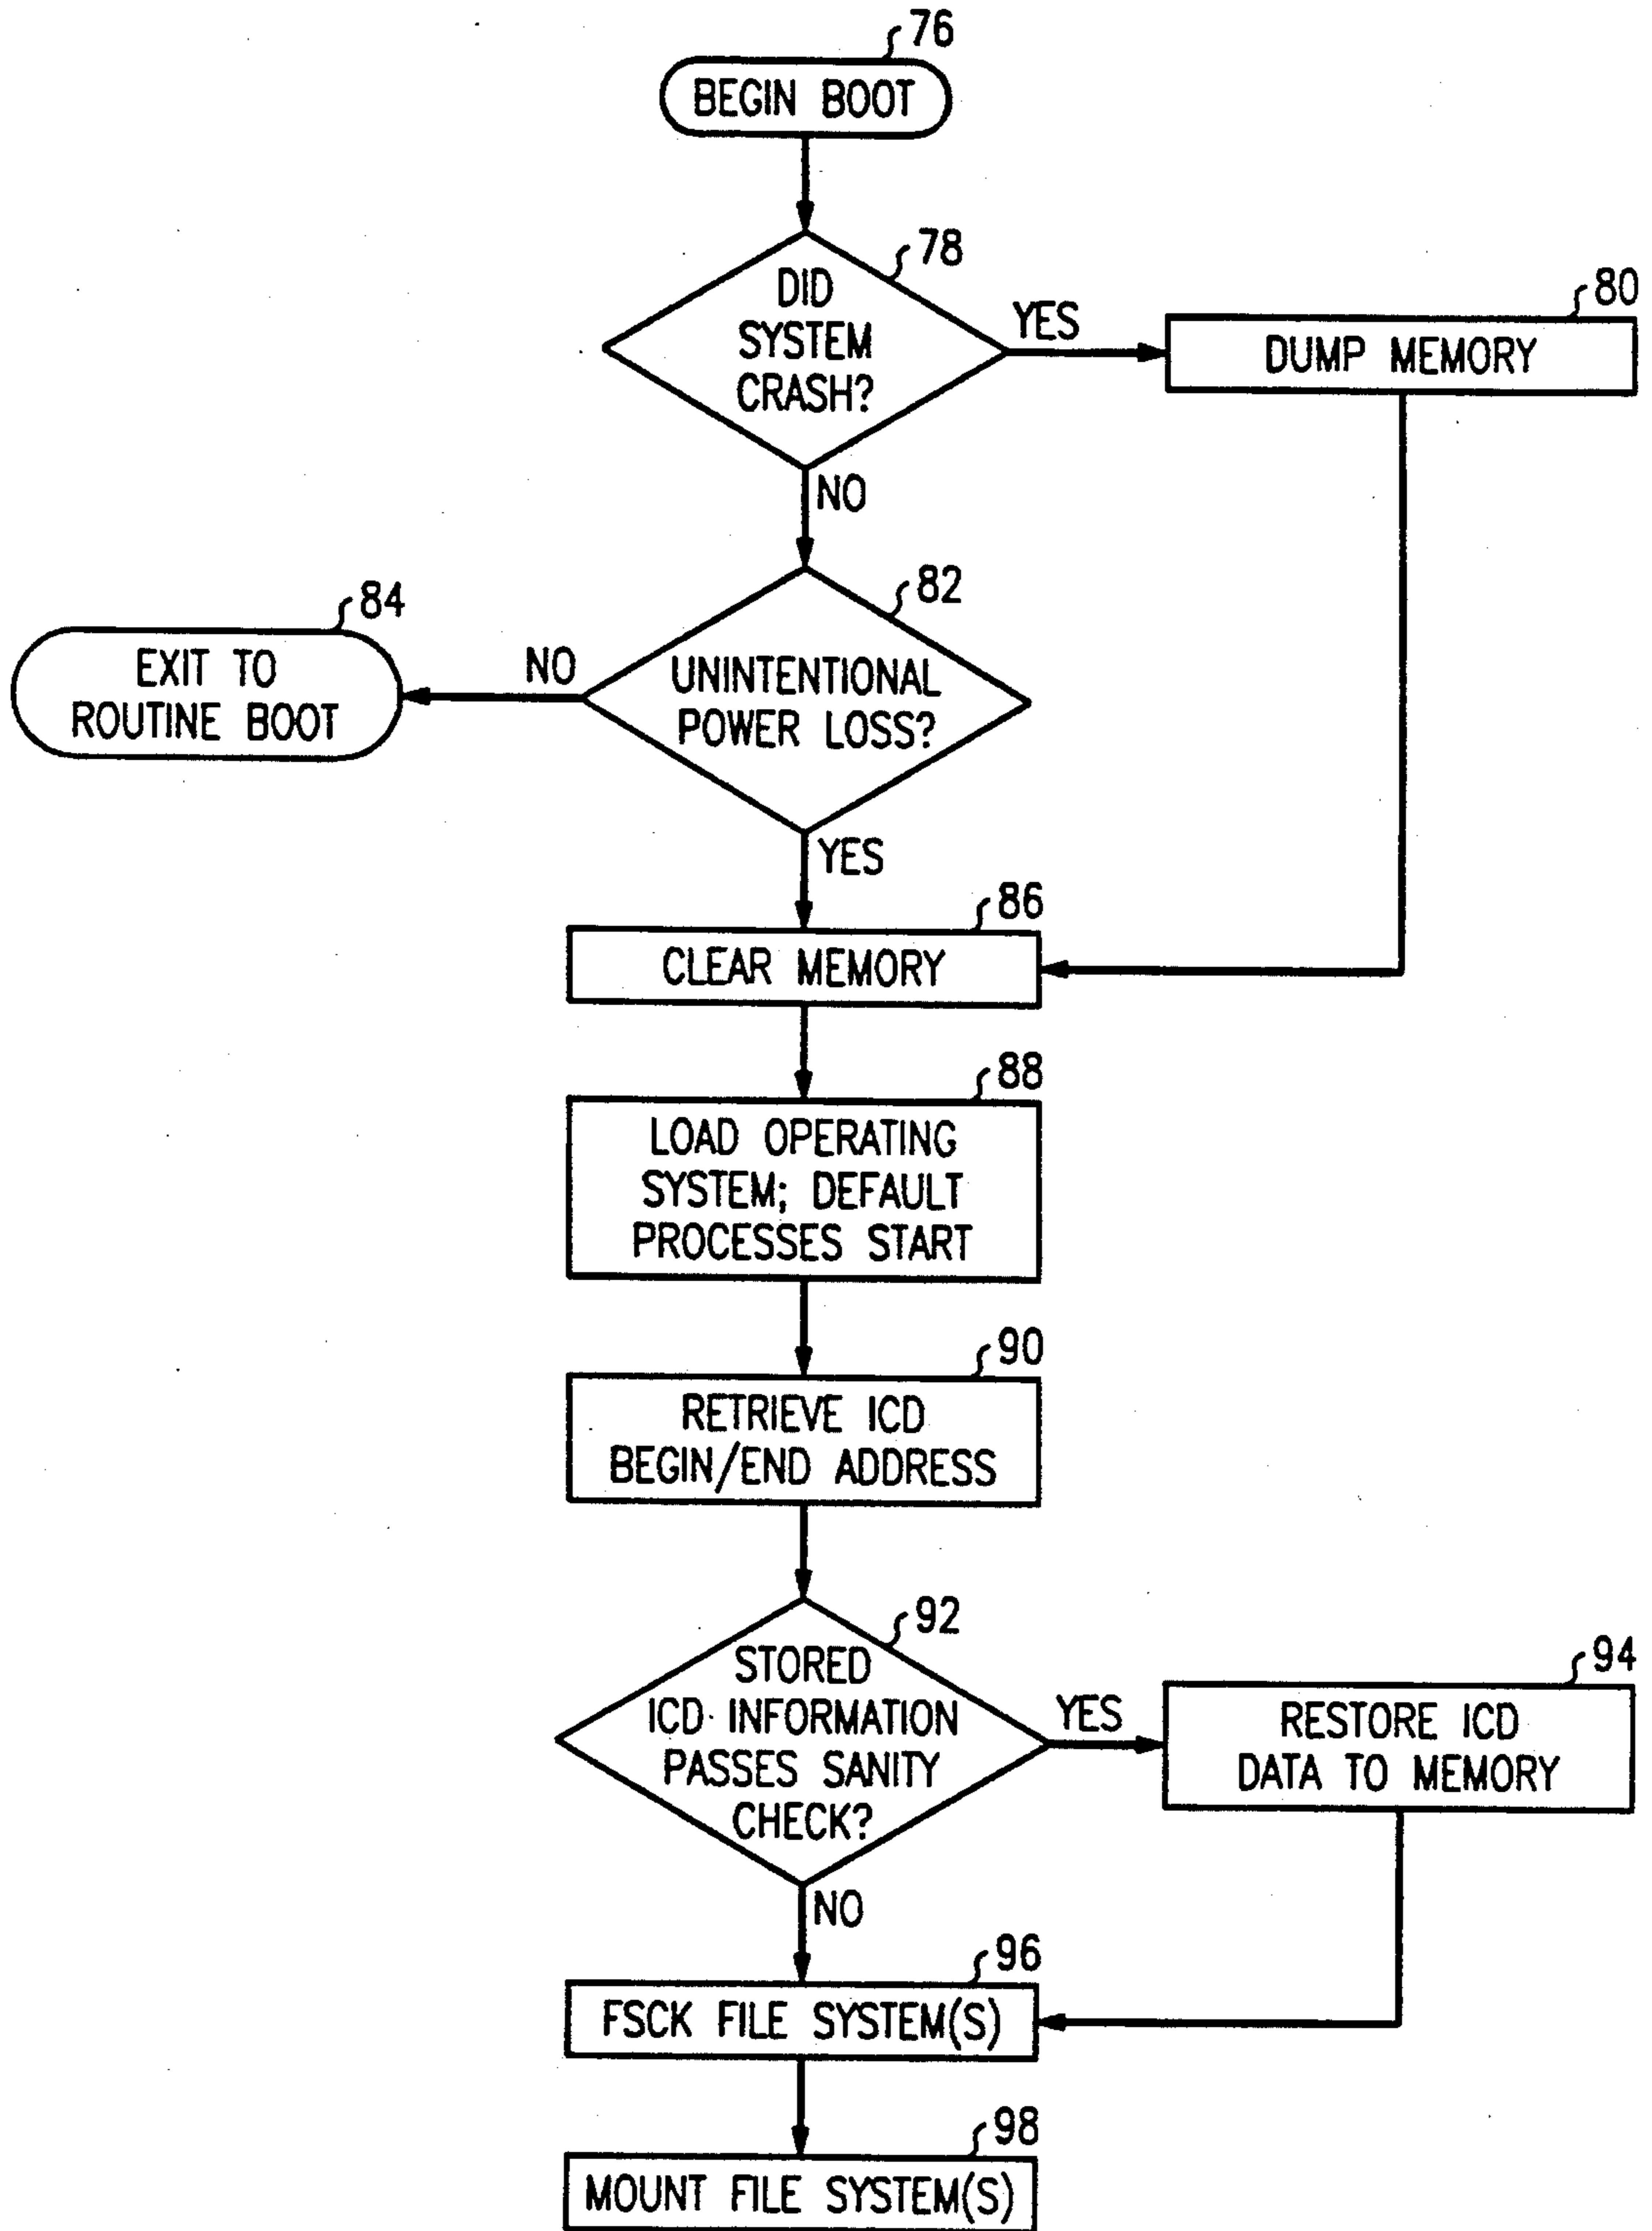 76
BEGIN BOOT
78
DID
SYSTEM
CRASH?
YES
80
DUMP MEMORY
NO
82
UNINTENTIONAL
POWER LOSS?
NO
84
EXIT TO
ROUTINE BOOT
YES
86
CLEAR MEMORY
88
LOAD OPERATING
SYSTEM; DEFAULT
PROCESSES START
90
RETRIEVE ICD
BEGIN/END ADDRESS
92
STORED
ICD INFORMATION
PASSES SANITY
CHECK?
YES
94
RESTORE ICD
DATA TO MEMORY
NO
96
FSCK FILE SYSTEM(S)
98
MOUNT FILE SYSTEM(S)